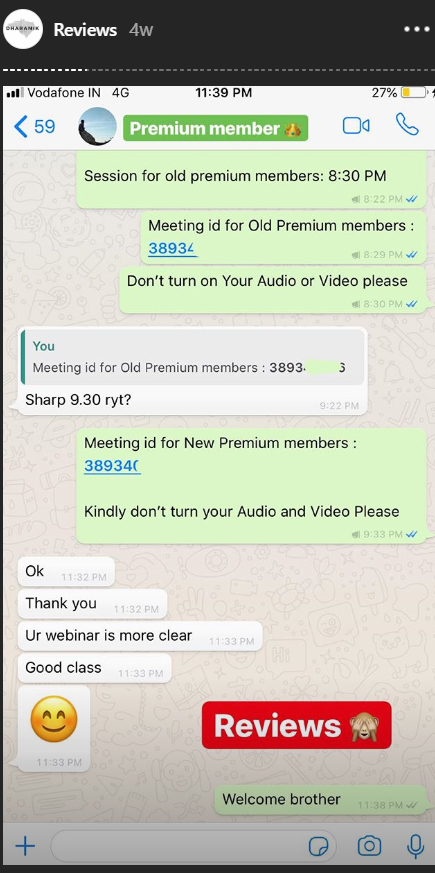 DHARANIK
Reviews 4w
Vodafone IN 4G 11:39 PM 27%
59 Premium member
Session for old premium members: 8:30 PM
8:22 PM
Meeting id for Old Premium members :
38934
8:29 PM
Don't turn on Your Audio or Video please
8:30 PM
You
Meeting id for Old Premium members : 3893 6
Sharp 9.30 ryt?
9:22 PM
Meeting id for New Premium members :
389340
Kindly don't turn your Audio and Video Please
9:33 PM
Ok 11:32 PM
Thank you 11:32 PM
Ur webinar is more clear 11:33 PM
Good class 11:33 PM
11:33 PM
Reviews
Welcome brother 11:38 PM